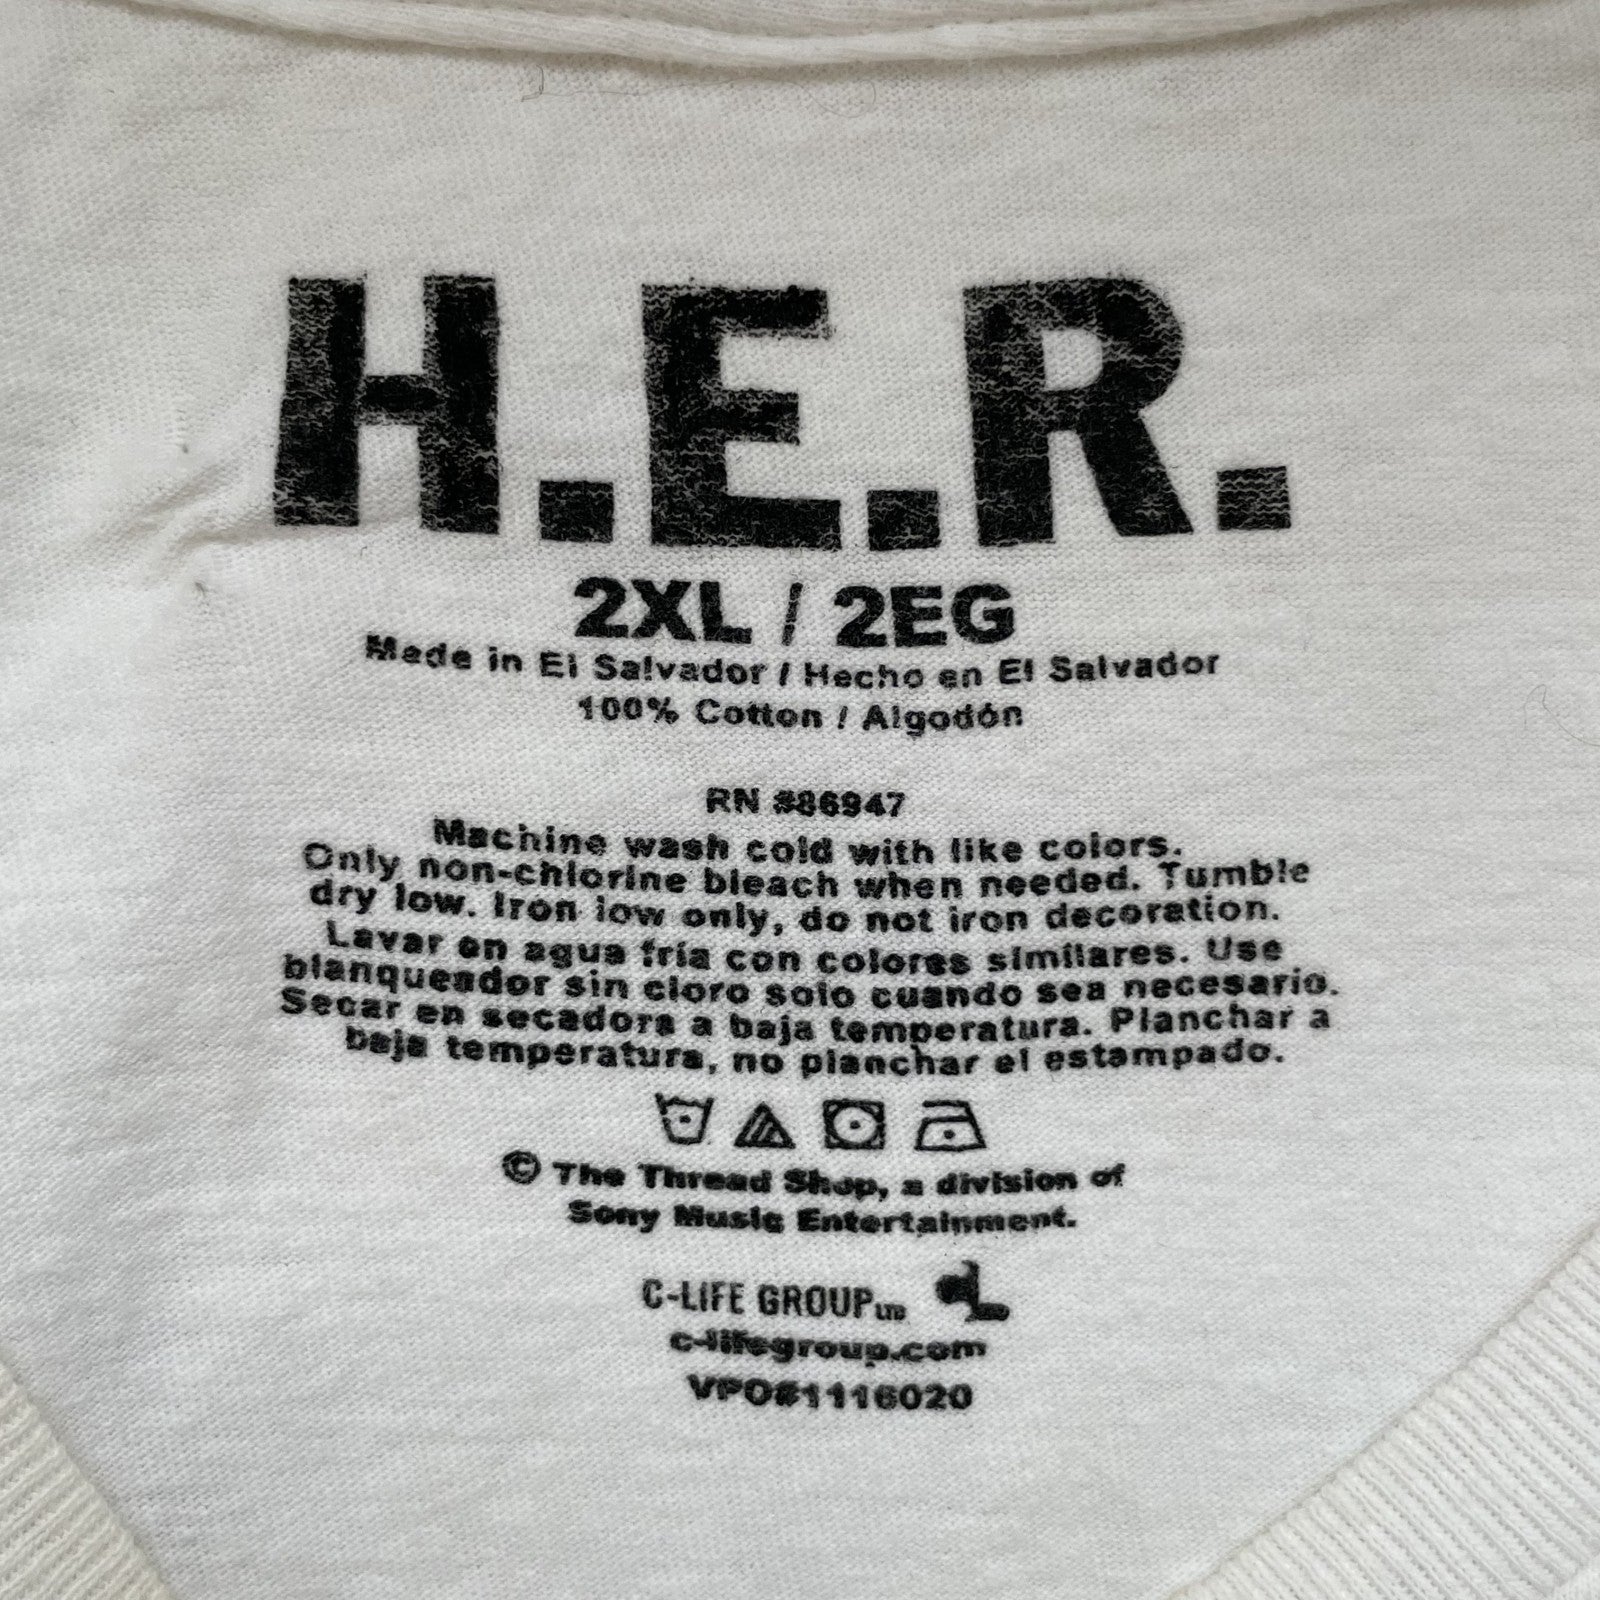 H.E.R.
2XL / 2EG
Made in El Salvador / Hecho en El Salvador
100% Cotton / Algodón
RN #86947
Machine wash cold with like colors.
Only non-chlorine bleach when needed. Tumble
dry low. Iron low only, do not iron decoration.
Lavar en agua fría con colores similares. Use
blanqueador sin cloro solo cuando sea necesario.
Secar en secadora a baja temperatura. Planchar a
baja temperatura, no planchar el estampado.
© The Thread Shop, a division of
Sony Music Entertainment.
C-LIFE GROUP LTD
c-lifegroup.com
VPO#1116020